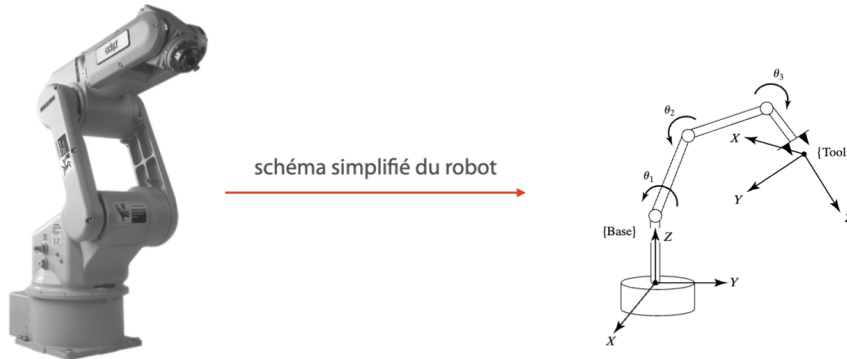 adept
schéma simplifié du robot
θ₃
θ₂
X
{Tool}
θ₁
Y
Z
{Base}
Z
Y
X